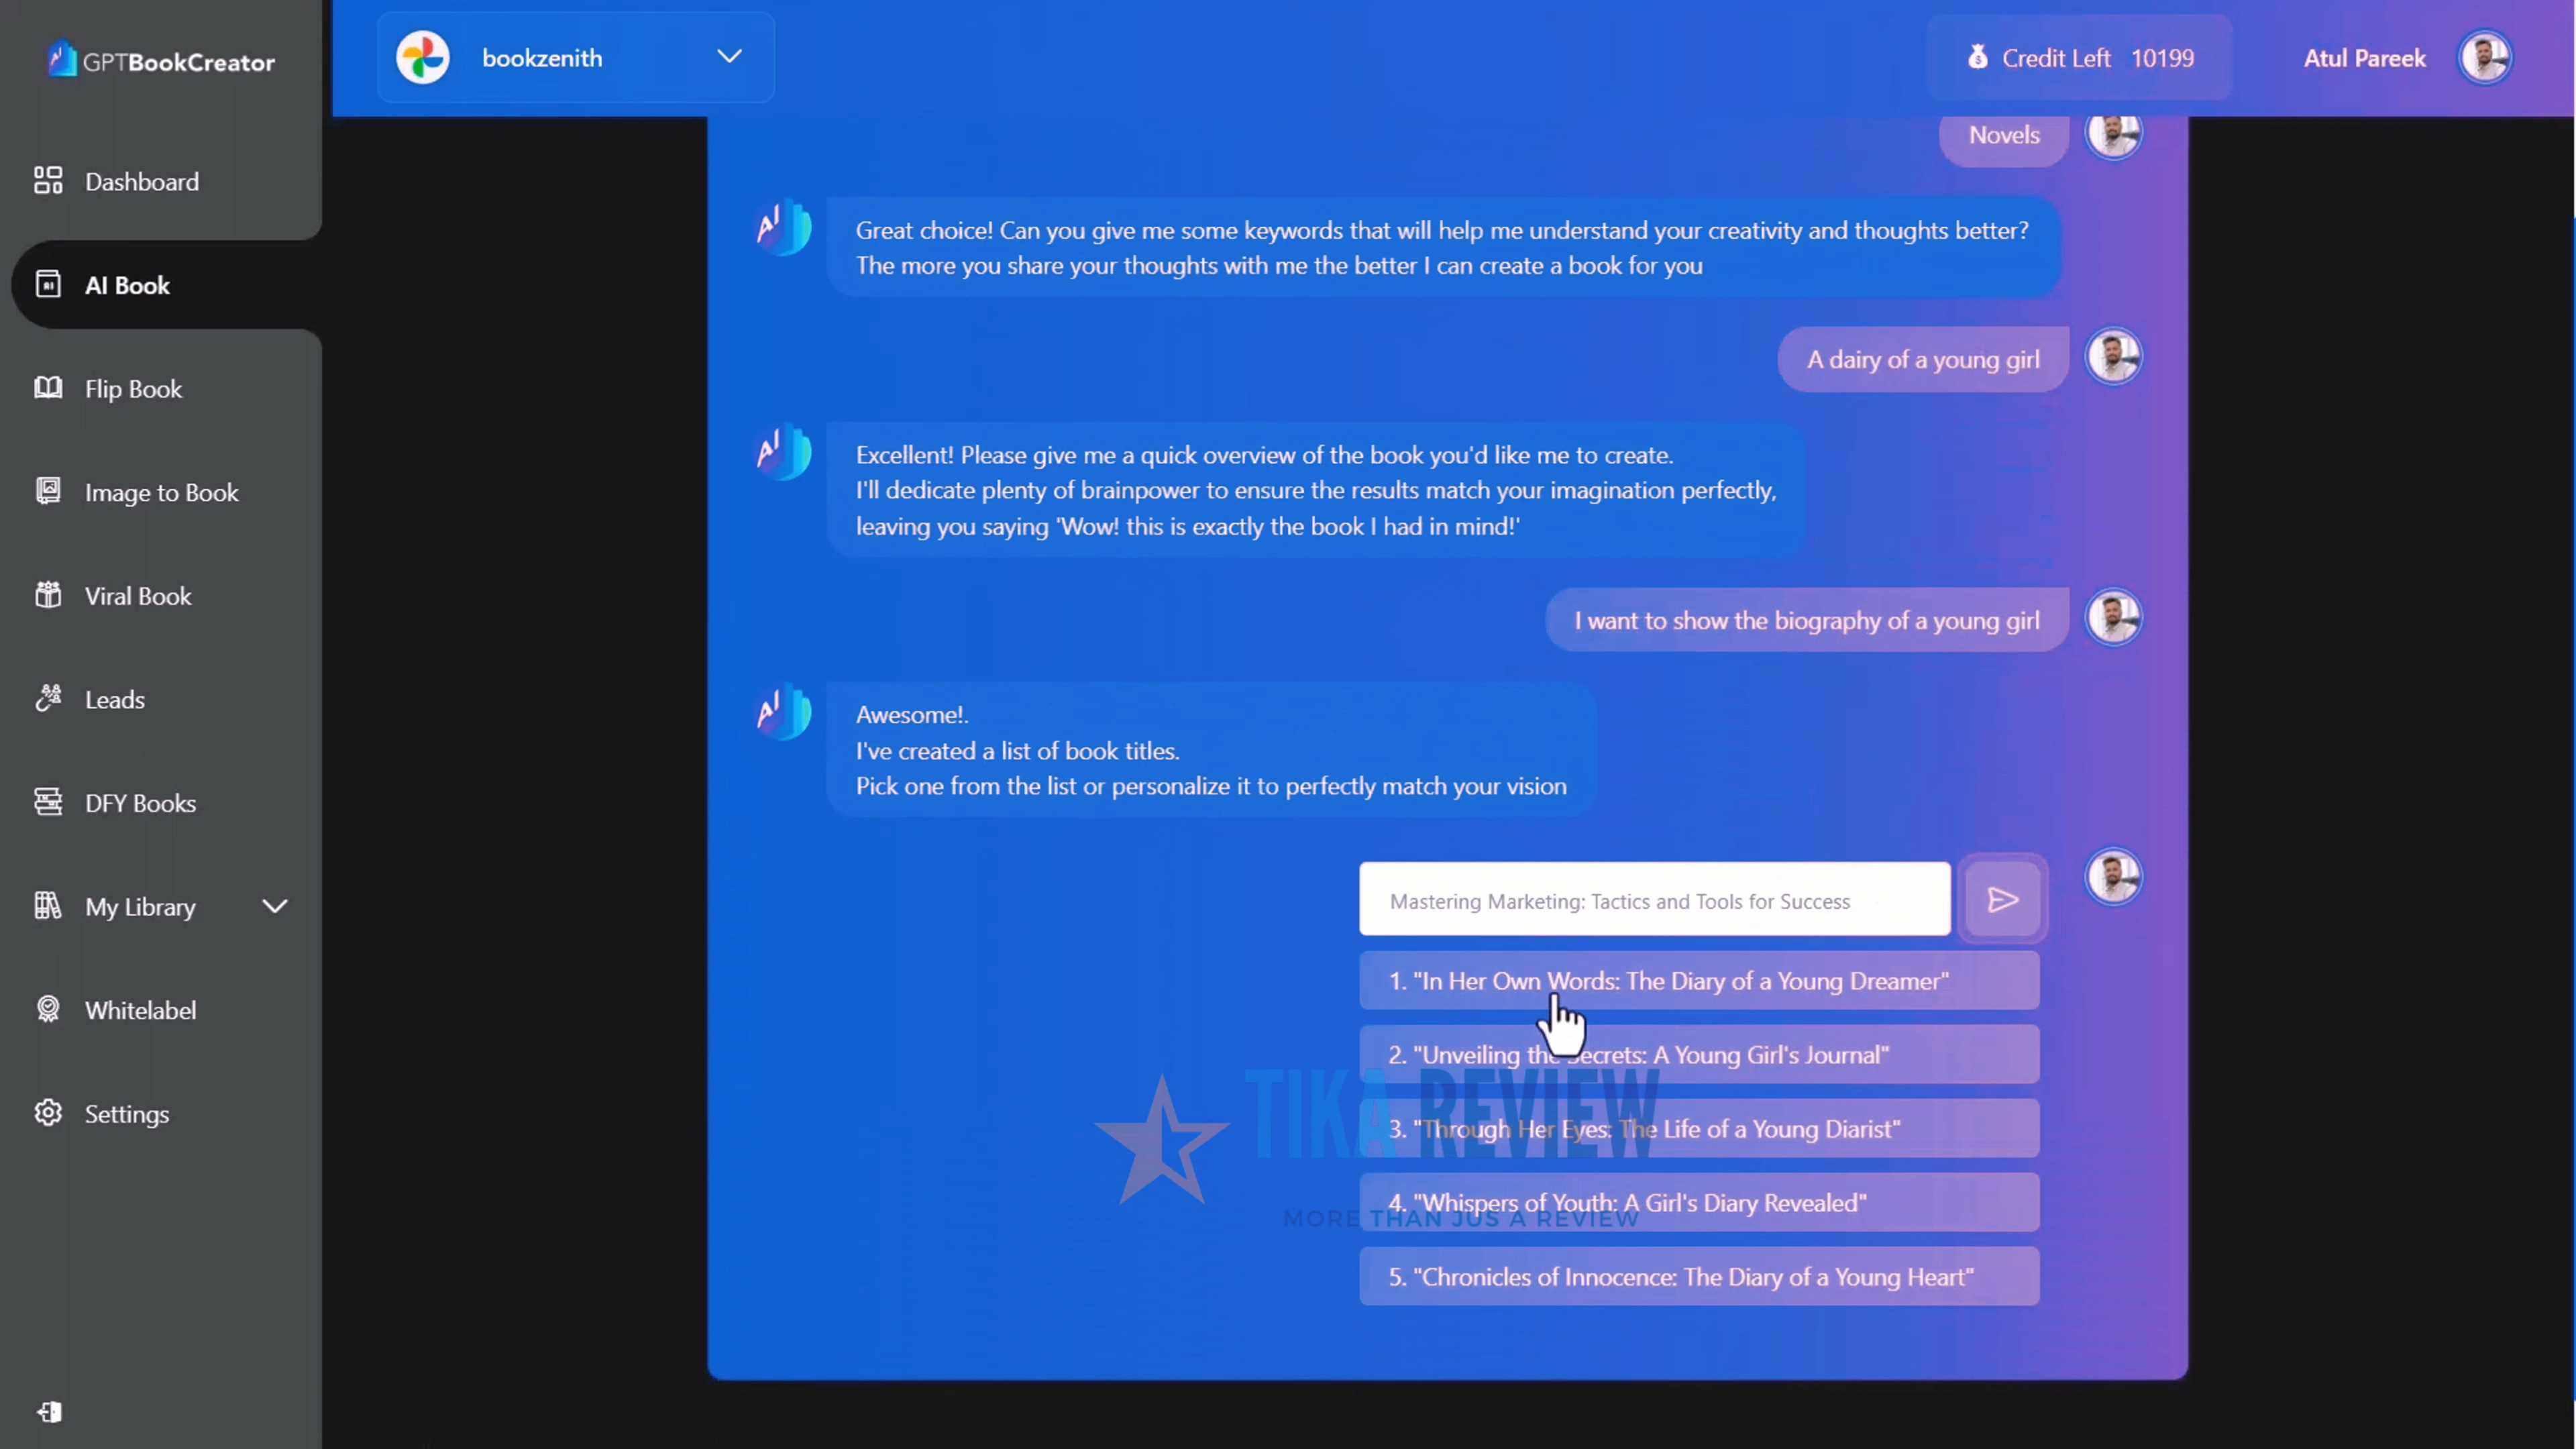 GPTBookCreator
bookzenith
Credit Left 10199
Atul Pareek
Dashboard
AI Book
Flip Book
Image to Book
Viral Book
Leads
DFY Books
My Library
Whitelabel
Settings
Novels
Great choice! Can you give me some keywords that will help me understand your creativity and thoughts better?
The more you share your thoughts with me the better I can create a book for you
A dairy of a young girl
Excellent! Please give me a quick overview of the book you'd like me to create.
I'll dedicate plenty of brainpower to ensure the results match your imagination perfectly,
leaving you saying 'Wow! this is exactly the book I had in mind!'
I want to show the biography of a young girl
Awesome!.
I've created a list of book titles.
Pick one from the list or personalize it to perfectly match your vision
Mastering Marketing: Tactics and Tools for Success
1. "In Her Own Words: The Diary of a Young Dreamer"
2. "Unveiling the Secrets: A Young Girl's Journal"
3. "Through Her Eyes: The Life of a Young Diarist"
4. "Whispers of Youth: A Girl's Diary Revealed"
5. "Chronicles of Innocence: The Diary of a Young Heart"
TIKA REVIEW
MORE THAN JUS A REVIEW